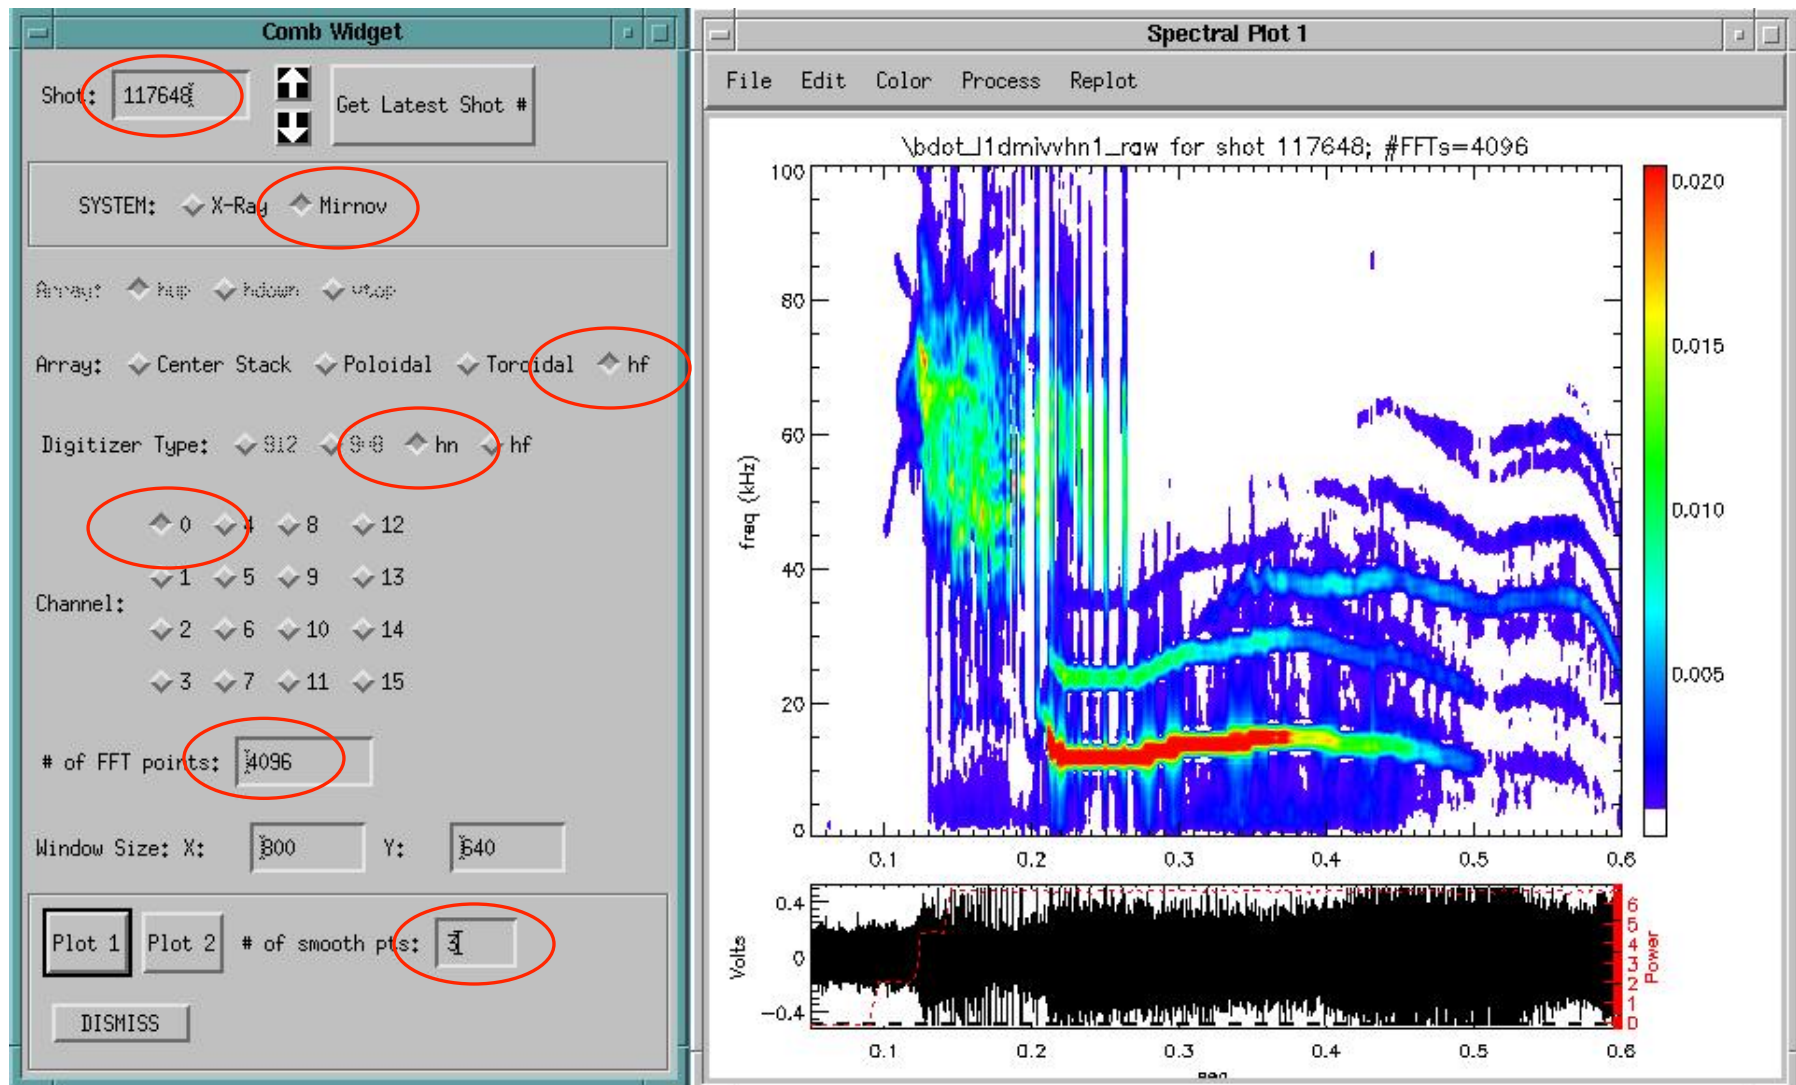 Comb Widget
Shot: 117648
Get Latest Shot #
SYSTEM: X-Ray Mirnov
Array: hup hdown vtop
Array: Center Stack Poloidal Toroidal hf
Digitizer Type: 912 908 hn hf
0 4 8 12
1 5 9 13
Channel:
2 6 10 14
3 7 11 15
# of FFT points: 4096
Window Size: X: 800 Y: 640
Plot 1 Plot 2 # of smooth pts: 3
DISMISS
Spectral Plot 1
File Edit Color Process Replot
\bdot_l1dmivvhn1_raw for shot 117648; #FFTs=4096
100
80
60
40
20
0
freq (kHz)
0.1 0.2 0.3 0.4 0.5 0.6
0.020
0.015
0.010
0.005
0.4
0
-0.4
Volts
6
5
4
3
2
1
0
Power
0.1 0.2 0.3 0.4 0.5 0.6